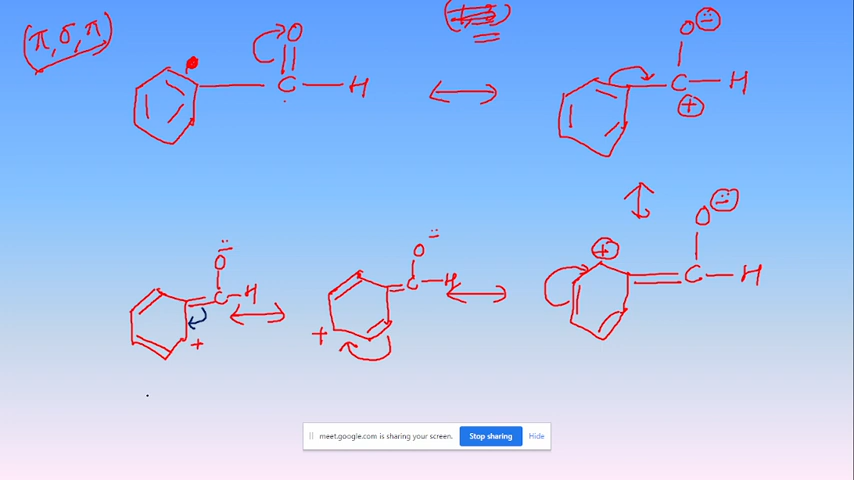 (π, σ, π)
O
C H
O
C H
+
+
O
C H
O
C H
+
O
C H
+
meet.google.com is sharing your screen. Stop sharing Hide